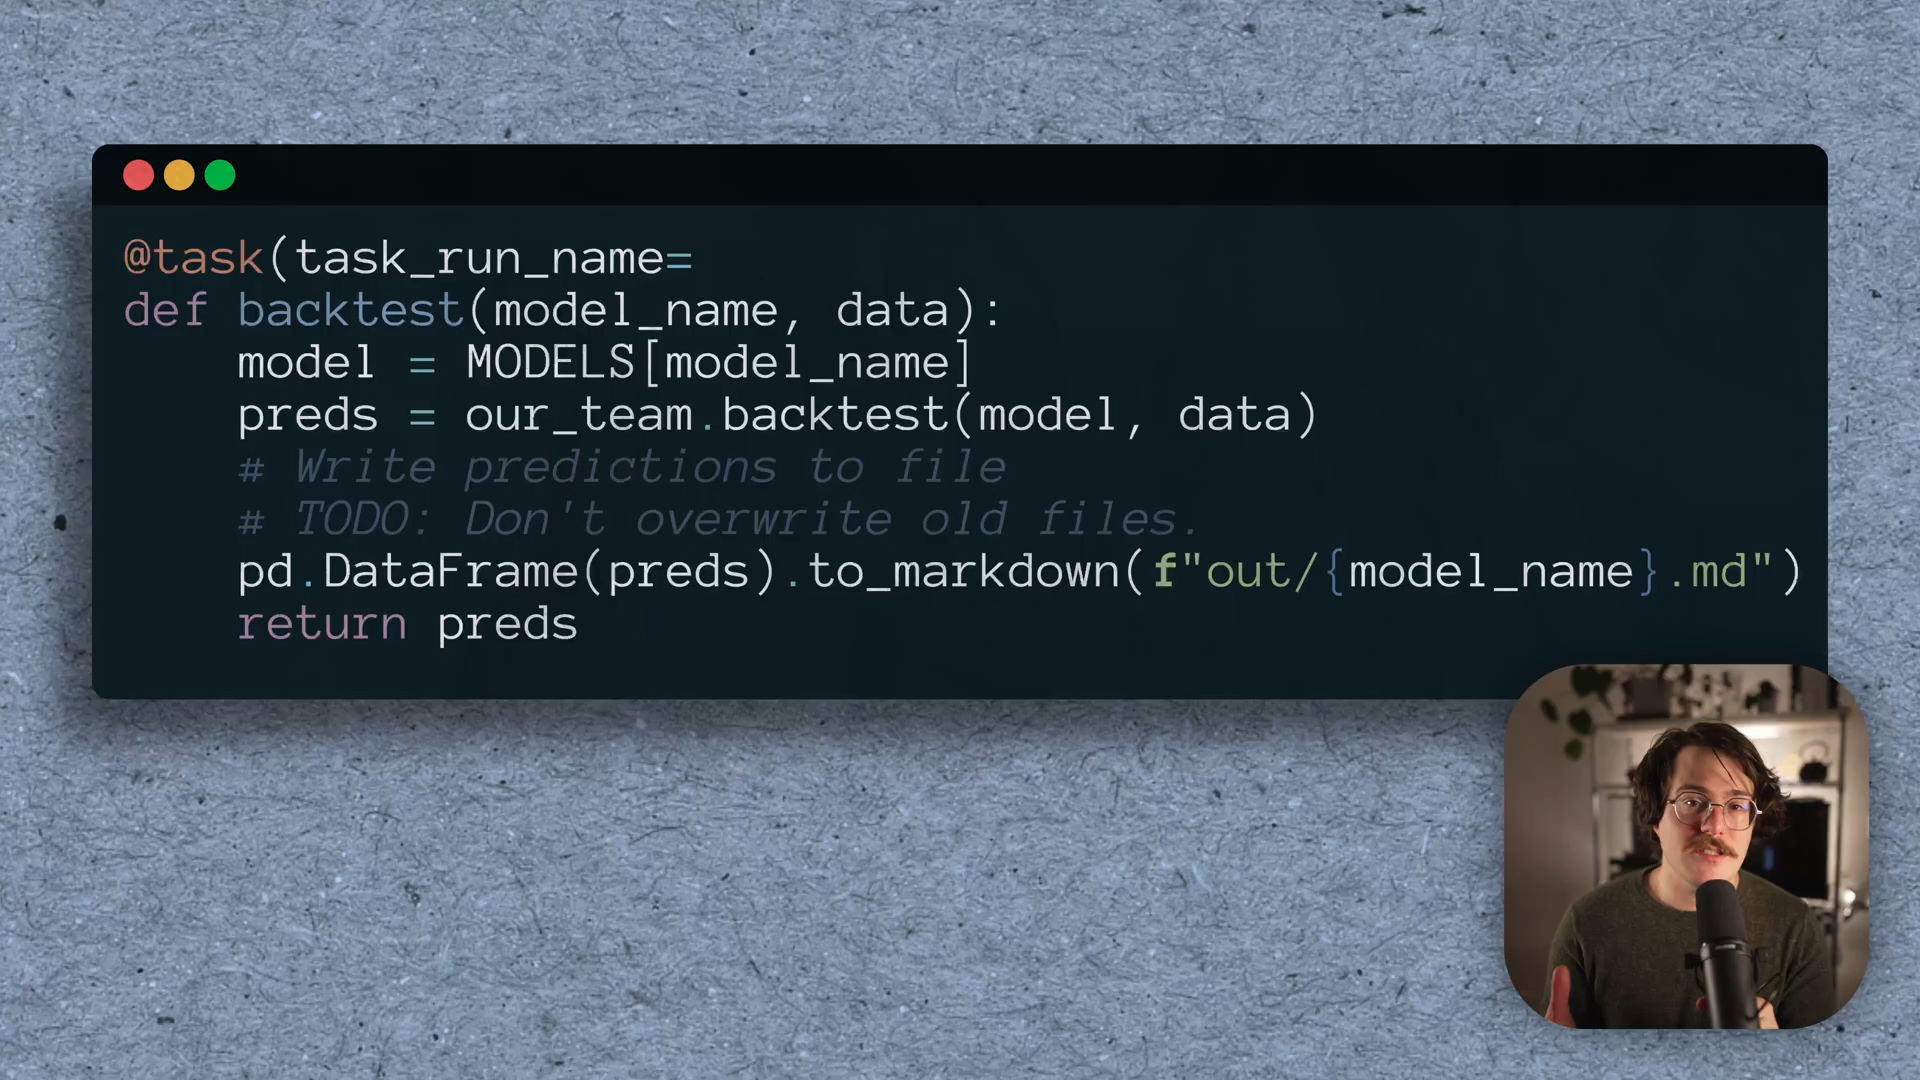 @task(task_run_name=
def backtest(model_name, data):
    model = MODELS[model_name]
    preds = our_team.backtest(model, data)
    # Write predictions to file
    # TODO: Don't overwrite old files.
    pd.DataFrame(preds).to_markdown(f"out/{model_name}.md")
    return preds